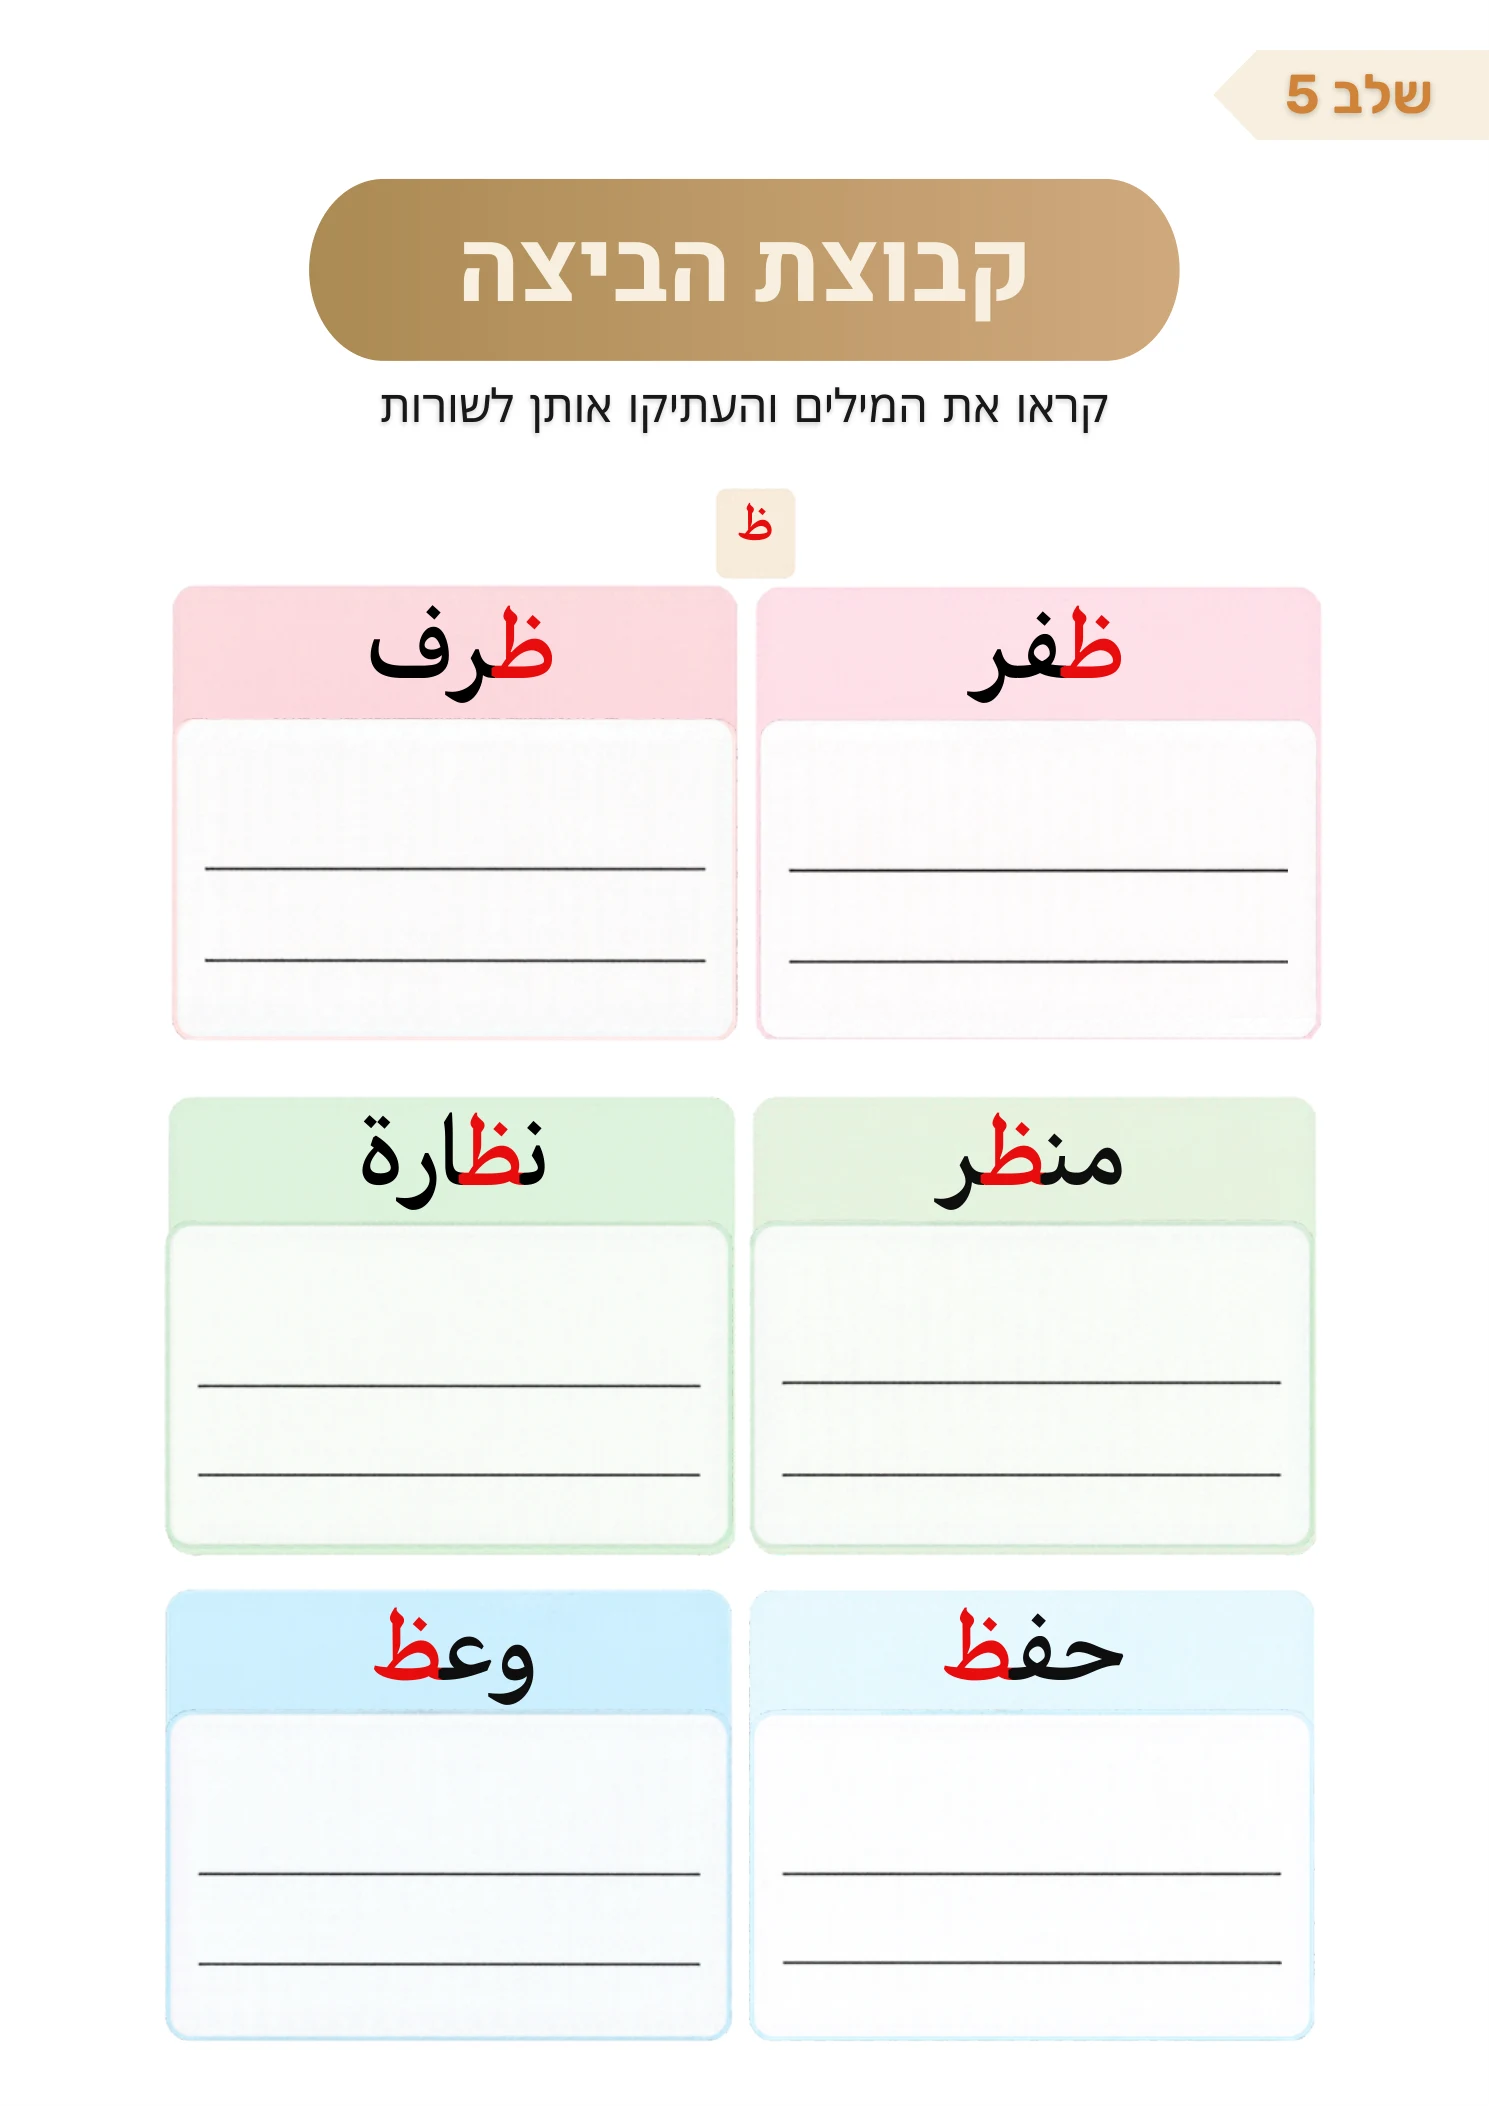 שלב 5
קבוצת הביצה
קראו את המילים והעתיקו אותן לשורות
ظ
ظفر
ظرف
منظر
نظارة
حفظ
وعظ